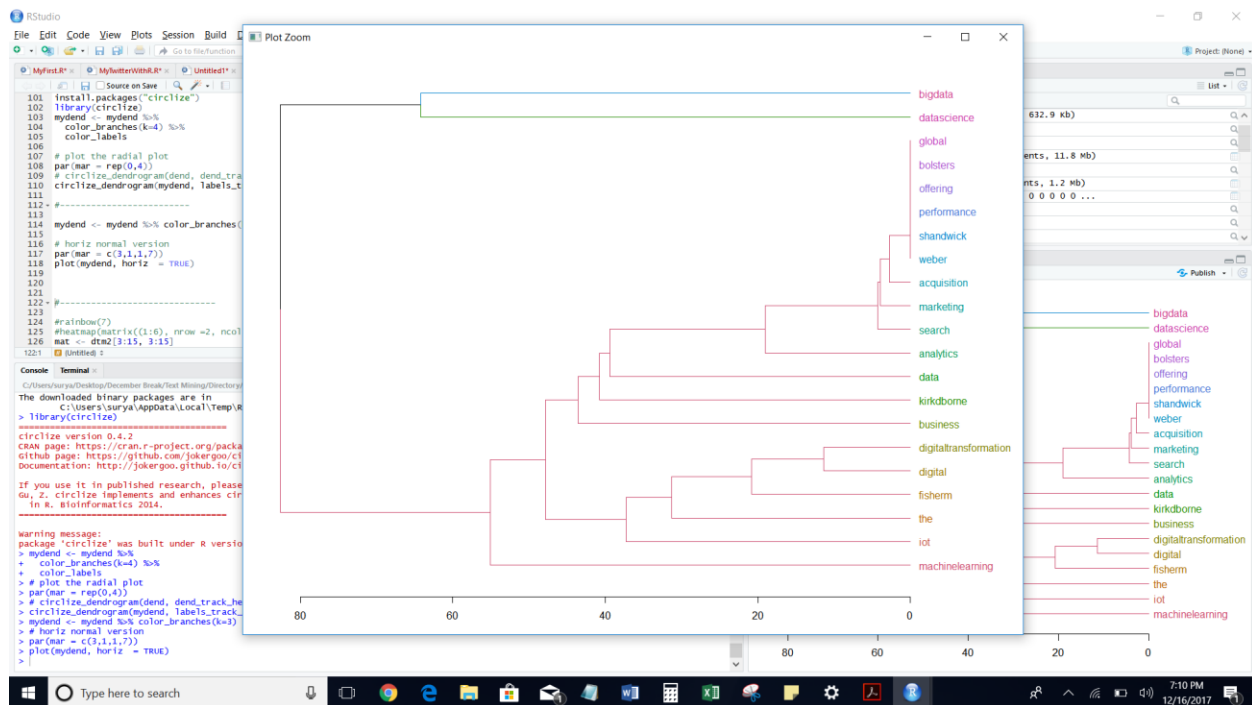 RStudio
File Edit Code View Plots Session Build D
Go to file/function
Project: (None)
MyFirst.R*
MyTwitterWithR.R*
Untitled1*
Source on Save
101 install.packages("circlize")
102 library(circlize)
103 mydend <- mydend %>%
104 color_branches(k=4) %>%
105 color_labels
106
107 # plot the radial plot
108 par(mar = rep(0,4))
109 # circlize_dendrogram(dend, dend_tra
110 circlize_dendrogram(mydend, labels_t
111
112 #-------------------------
113
114 mydend <- mydend %>% color_branches(
115
116 # horiz normal version
117 par(mar = c(3,1,1,7))
118 plot(mydend, horiz = TRUE)
119
120
121
122 #------------------------------
123
124 #rainbow(7)
125 #heatmap(matrix((1:6), nrow =2, ncol
126 mat <- dtm2[3:15, 3:15]
122:1 (Untitled)
Console Terminal
C:/Users/surya/Desktop/December Break/Text Mining/Directory/
The downloaded binary packages are in
C:\Users\surya\AppData\Local\Temp\R
> library(circlize)
========================================
circlize version 0.4.2
CRAN page: https://cran.r-project.org/packa
Github page: https://github.com/jokergoo/ci
Documentation: http://jokergoo.github.io/ci
If you use it in published research, please
Gu, Z. circlize implements and enhances cir
in R. Bioinformatics 2014.
========================================
Warning message:
package 'circlize' was built under R versio
> mydend <- mydend %>%
+ color_branches(k=4) %>%
+ color_labels
> # plot the radial plot
> par(mar = rep(0,4))
> # circlize_dendrogram(dend, dend_track_he
> circlize_dendrogram(mydend, labels_track_
> mydend <- mydend %>% color_branches(k=3)
> # horiz normal version
> par(mar = c(3,1,1,7))
> plot(mydend, horiz = TRUE)
>
Plot Zoom
bigdata
datascience
global
bolsters
offering
performance
shandwick
weber
acquisition
marketing
search
analytics
data
kirkdborne
business
digitaltransformation
digital
fisherm
the
iot
machinelearning
80 60 40 20 0
List
632.9 Kb)
ents, 11.8 Mb)
nts, 1.2 Mb)
0 0 0 0 0 ...
Publish
bigdata
datascience
global
bolsters
offering
performance
shandwick
weber
acquisition
marketing
search
analytics
data
kirkdborne
business
digitaltransformation
digital
fisherm
the
iot
machinelearning
80 60 40 20 0
Type here to search
7:10 PM
12/16/2017